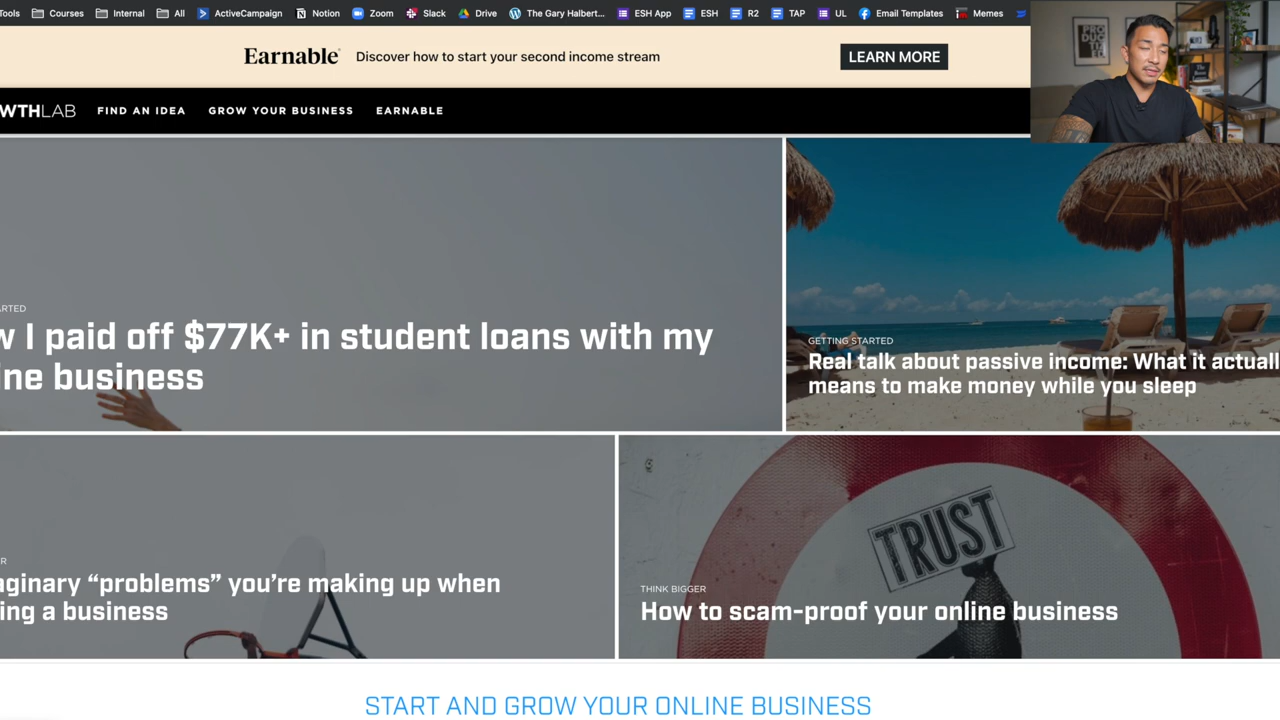 Tools Courses Internal All ActiveCampaign Notion Zoom Slack Drive The Gary Halbert... ESH App ESH R2 TAP UL Email Templates Memes
Earnable Discover how to start your second income stream LEARN MORE
WTHLAB FIND AN IDEA GROW YOUR BUSINESS EARNABLE
ARTED
w I paid off $77K+ in student loans with my
ine business
GETTING STARTED
Real talk about passive income: What it actuall
means to make money while you sleep
R
aginary “problems” you’re making up when
ing a business
TRUST
THINK BIGGER
How to scam-proof your online business
START AND GROW YOUR ONLINE BUSINESS